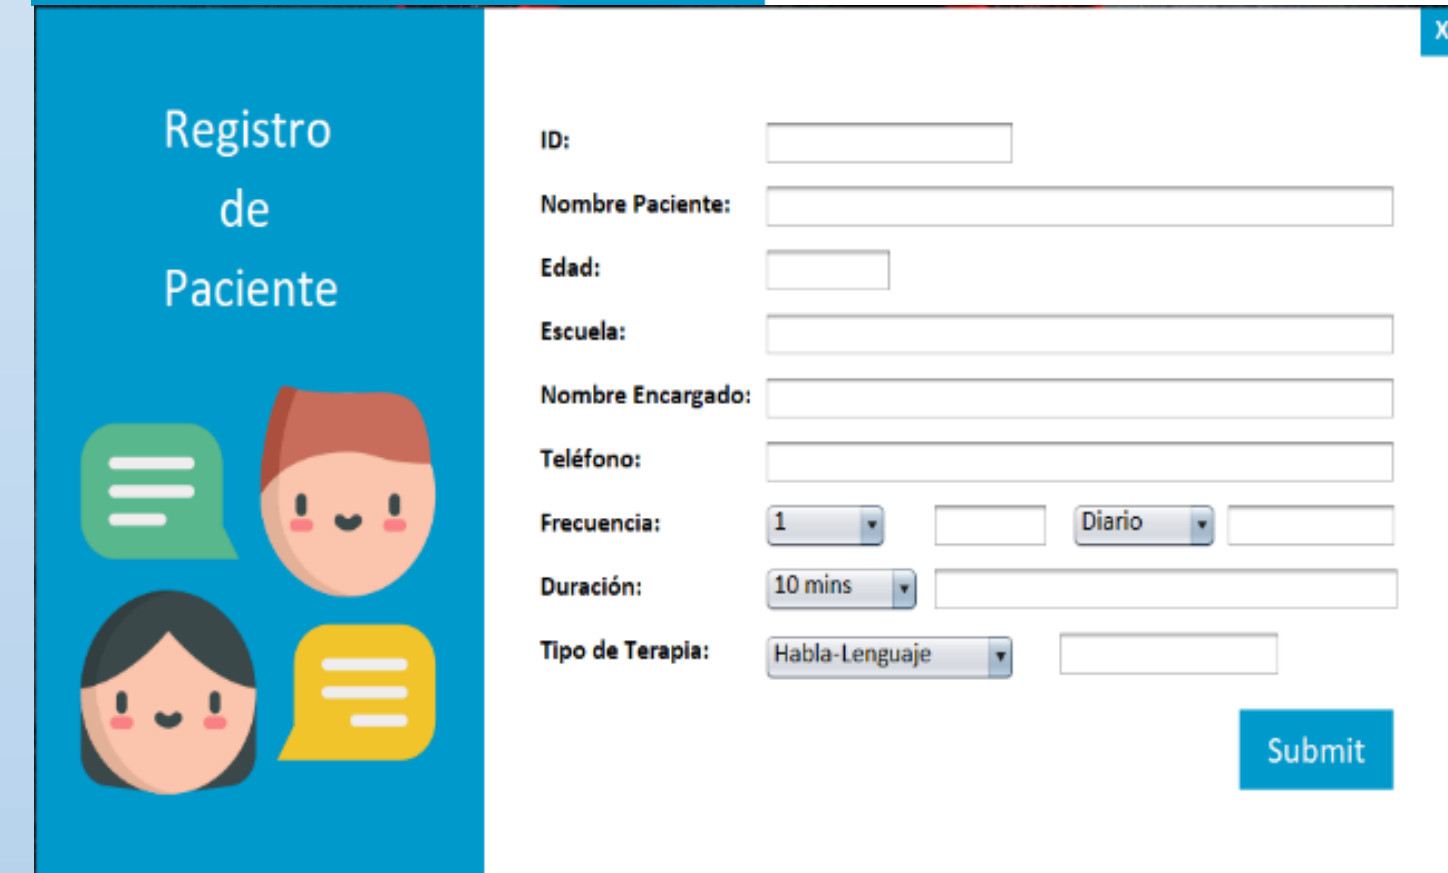 Registro
de
Paciente
X
ID:
Nombre Paciente:
Edad:
Escuela:
Nombre Encargado:
Teléfono:
Frecuencia: 1 Diario
Duración: 10 mins
Tipo de Terapia: Habla-Lenguaje
Submit